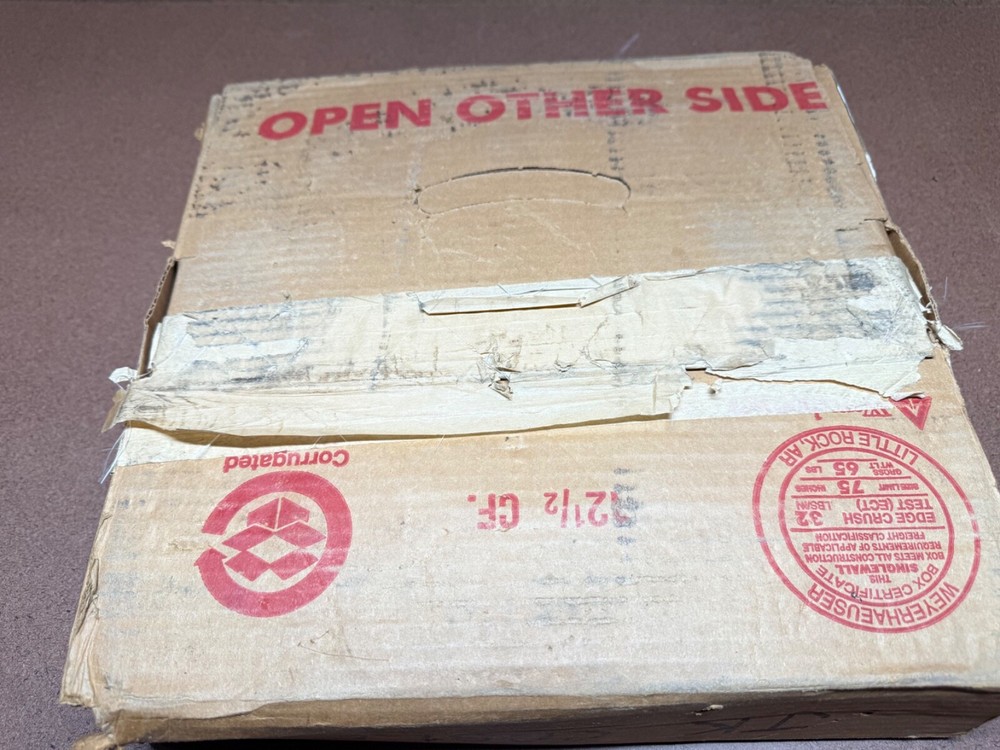 OPEN OTHER SIDE
Corrugated
2½ CF.
WEYERHAEUSER
BOX CERTIFICATE
THIS
SINGLEWALL
BOX MEETS ALL CONSTRUCTION
REQUIREMENTS OF APPLICABLE
FREIGHT CLASSIFICATION
EDGE CRUSH
TEST (ECT) 32 LBS/IN
SIZE LIMIT 75 INCHES
GROSS WT LT 65 LBS
LITTLE ROCK, AR